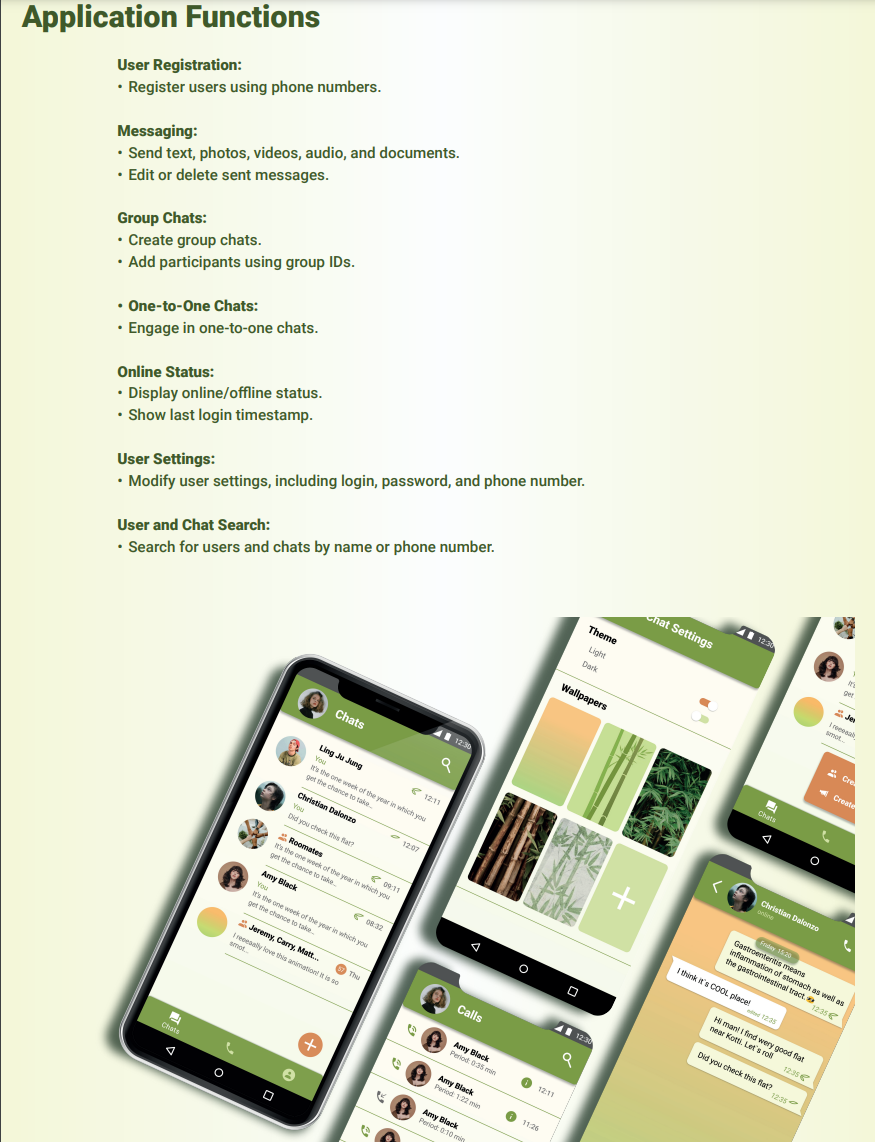 Application Functions
User Registration:
• Register users using phone numbers.
Messaging:
• Send text, photos, videos, audio, and documents.
• Edit or delete sent messages.
Group Chats:
• Create group chats.
• Add participants using group IDs.
• One-to-One Chats:
• Engage in one-to-one chats.
Online Status:
• Display online/offline status.
• Show last login timestamp.
User Settings:
• Modify user settings, including login, password, and phone number.
User and Chat Search:
• Search for users and chats by name or phone number.
12:30
Chats
Ling Ju Jung
You
It's the one week of the year in which you
get the chance to take..
12:11
Christian Dalonzo
You
Did you check this flat?
12:07
Roomates
It's the one week of the year in which you
get the chance to take..
09:11
Amy Black
You
It's the one week of the year in which you
get the chance to take..
08:32
Jeremy, Carry, Matt...
I reeeaally love this animation! It is so
smot...
57 Thu
Chats
12:30
Chat Settings
Theme
Light
Dark
Wallpapers
12:30
Calls
Amy Black
Period: 0:35 min
12:11
Amy Black
Period: 1:22 min
11:26
Amy Black
Period: 0:10 min
It's
get
Je
I reeeaally
smot...
Crea
Create
Chats
Christian Dalonzo
online
Friday 15:20
Gastroenteritis means
inflammation of stomach as well as
the gastrointestinal tract.
12:35
I think it`s COOL place!
edited 12:35
Hi man! I find wery good flat
near Kotti. Let`s roll
12:35
Did you check this flat?
12:35